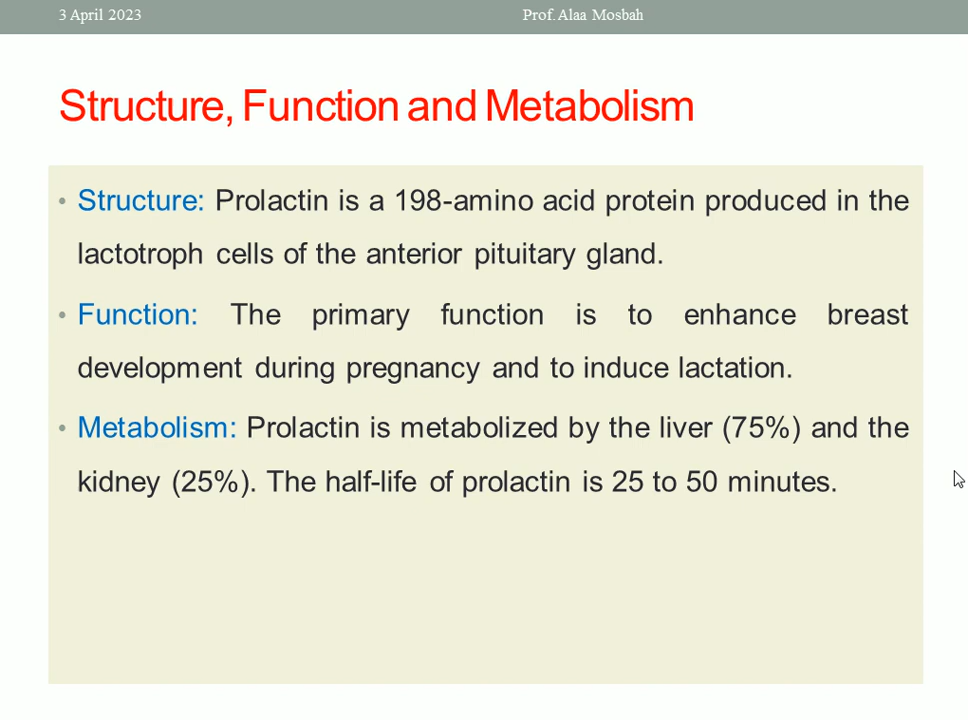 3 April 2023
Prof. Alaa Mosbah
Structure, Function and Metabolism
• Structure: Prolactin is a 198-amino acid protein produced in the
lactotroph cells of the anterior pituitary gland.
• Function: The primary function is to enhance breast
development during pregnancy and to induce lactation.
• Metabolism: Prolactin is metabolized by the liver (75%) and the
kidney (25%). The half-life of prolactin is 25 to 50 minutes.